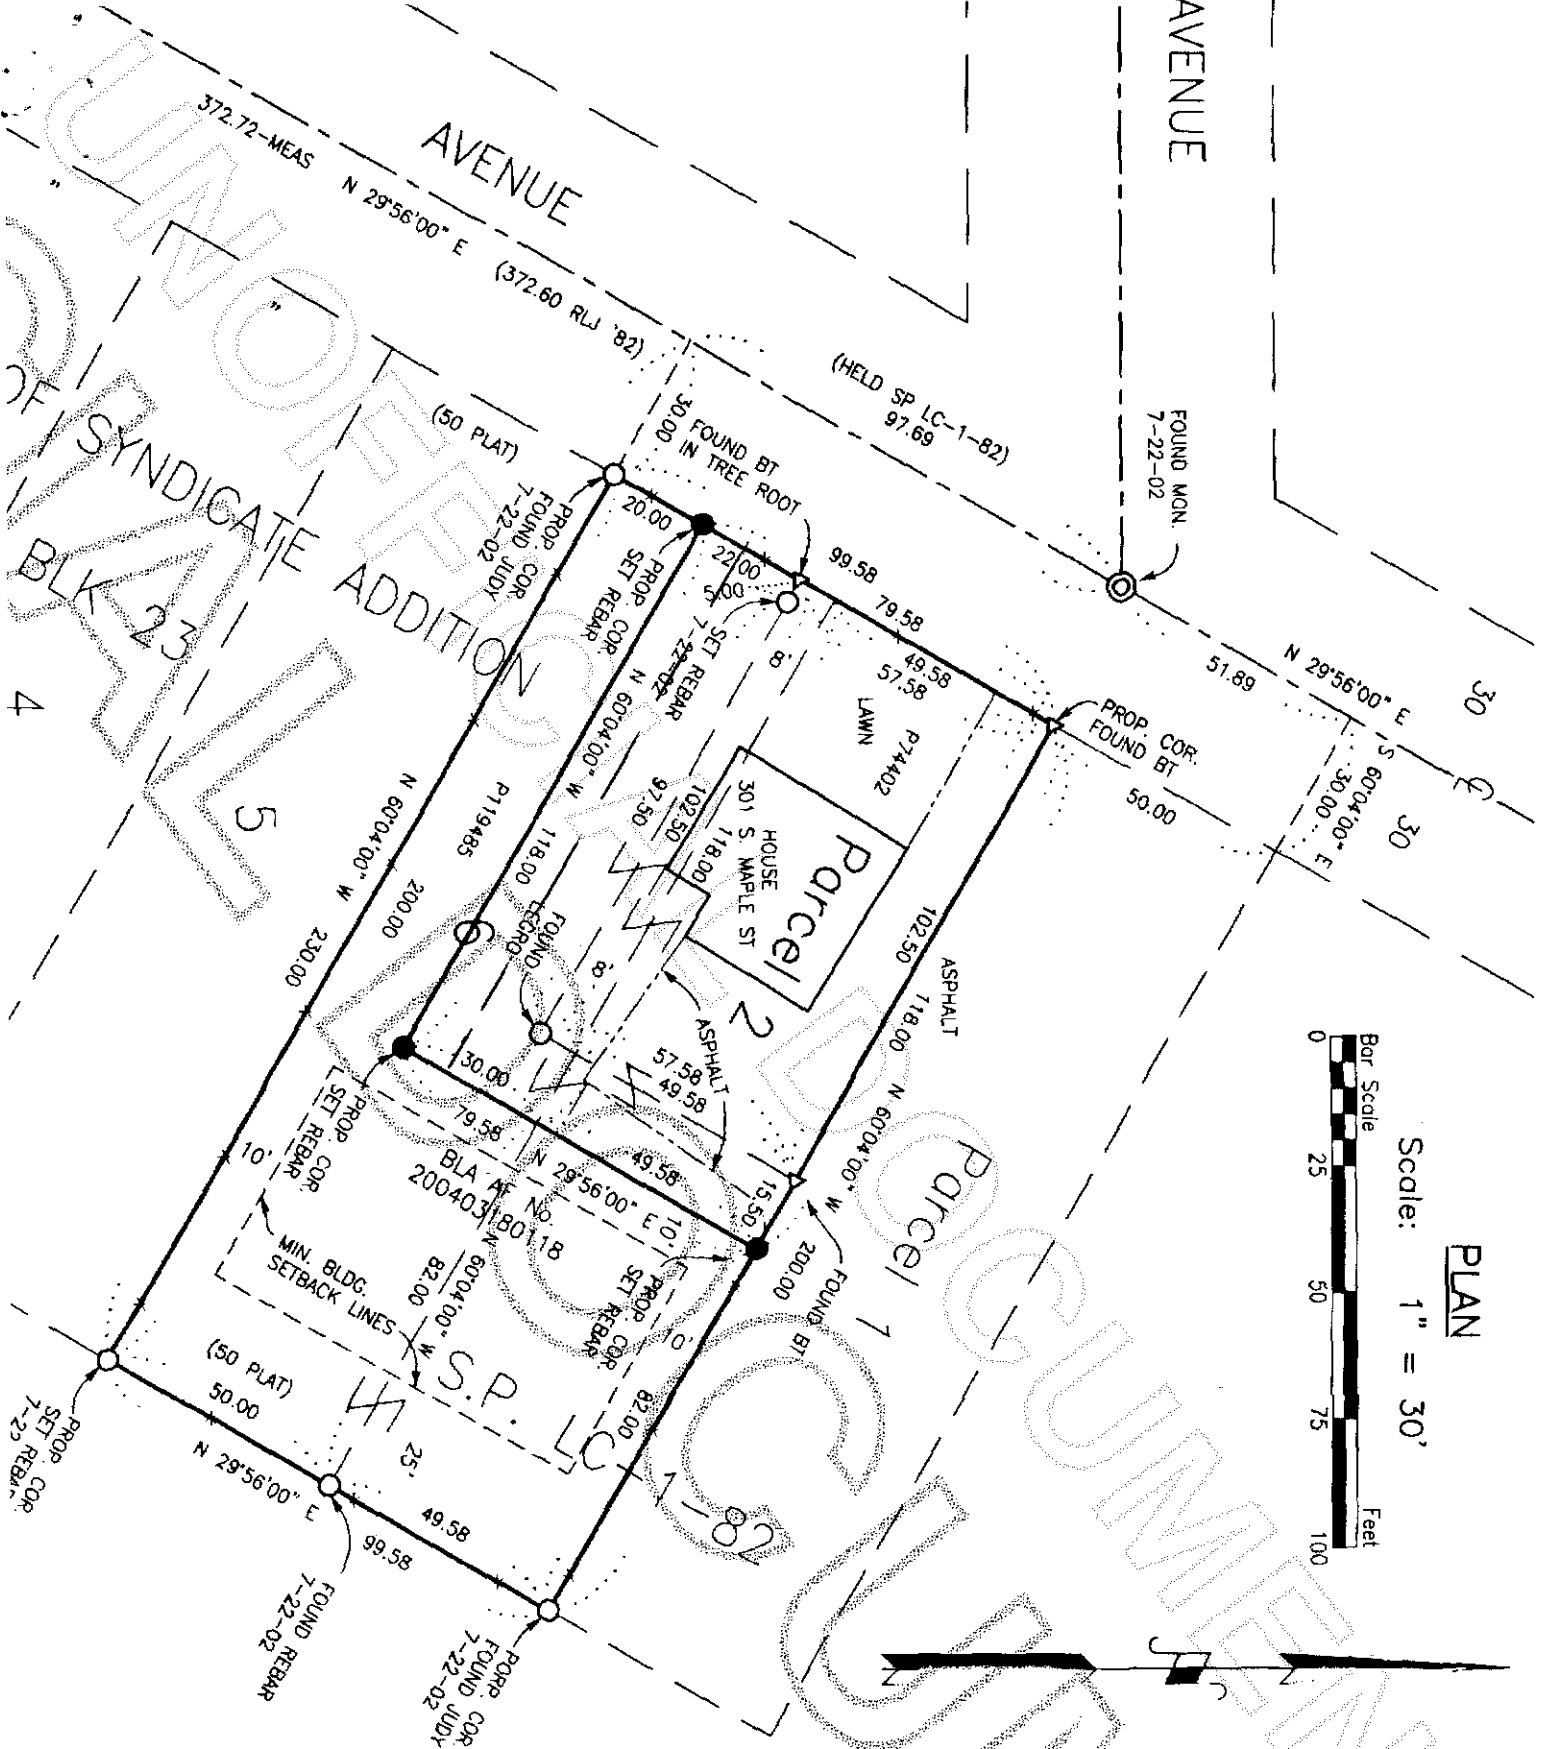 AVENUE
AVENUE
372.72-MEAS
N 29°56'00" E
(372.60 RLJ '82)
(HELD SP LC-1-82)
97.69
FOUND MON.
7-22-02
N 29°56'00" E
51.89
30
30
S 60°04'00" E
30.00
50.00
PROP. COR.
FOUND BT
30.00
FOUND BT
IN TREE ROOT
(50 PLAT)
PROP. COR.
FOUND JUDY
7-22-02
20.00
22.00
5.00
99.58
79.58
49.58
57.58
PROP. COR.
SET REBAR
SET REBAR
7-22-02
8'
LAWN
P74402
OF SYNDICATE ADDITION
BLK 23
4
5
N 60°04'00" W
118.00
P119485
N 60°04'00" W
200.00
230.00
97.50
102.50
118.00
HOUSE
301 S. MAPLE ST
Parcel 2
102.50
118.00
ASPHALT
N 60°04'00" W
Parcel 1
200.00
FOUND
8'
ASPHALT
57.58
49.58
15.50
FOUND BT
30.00
79.58
49.58
N 29°56'00" E
PROP. COR.
SET REBAR
PROP. COR.
SET REBAR
BLA AF No.
200403180118
10'
10'
10'
MIN. BLDG.
SETBACK LINES
N 60°04'00" W
82.00
82.00
S.P. LC-1-82
(50 PLAT)
50.00
25'
N 29°56'00" E
49.58
99.58
PROP. COR.
SET REBAR
FOUND REBAR
7-22-02
PORP. COR.
FOUND JUDY
7-22-02
PLAN
Scale: 1" = 30'
Bar Scale
Feet
0 25 50 75 100
UNOFFICIAL DOCUMENT